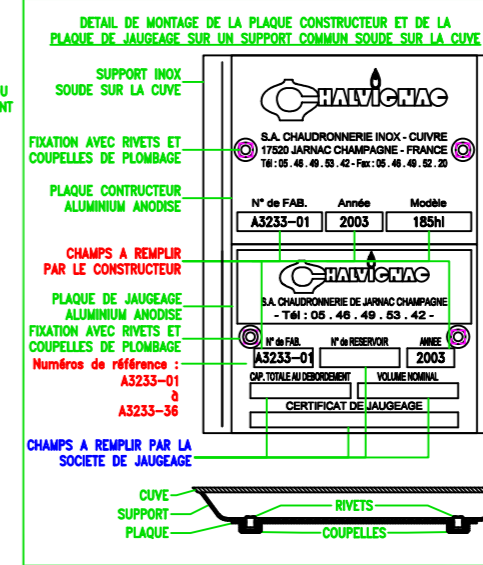 DETAIL DE MONTAGE DE LA PLAQUE CONSTRUCTEUR ET DE LA
PLAQUE DE JAUGEAGE SUR UN SUPPORT COMMUN SOUDE SUR LA CUVE
U
NT
SUPPORT INOX
SOUDE SUR LA CUVE
CHALVIGNAC
FIXATION AVEC RIVETS ET
COUPELLES DE PLOMBAGE
S.A. CHAUDRONNERIE INOX - CUIVRE
17520 JARNAC CHAMPAGNE - FRANCE
Tél : 05 . 46 . 49 . 53 . 42 - Fax : 05 . 46 . 49 . 52 . 20
PLAQUE CONTRUCTEUR
ALUMINIUM ANODISE
N° de FAB. Année Modèle
A3233-01 2003 185hl
CHAMPS A REMPLIR
PAR LE CONSTRUCTEUR
CHALVIGNAC
PLAQUE DE JAUGEAGE
ALUMINIUM ANODISE
S.A. CHAUDRONNERIE DE JARNAC CHAMPAGNE
- Tél : 05 . 46 . 49 . 53 . 42 -
FIXATION AVEC RIVETS ET
COUPELLES DE PLOMBAGE
N° de FAB. N° de RESERVOIR ANNEE
A3233-01 2003
Numéros de référence :
A3233-01
à
A3233-36
CAP. TOTALE AU DEBORDEMENT VOLUME NOMINAL
CERTIFICAT DE JAUGEAGE
CHAMPS A REMPLIR PAR LA
SOCIETE DE JAUGEAGE
CUVE
SUPPORT
PLAQUE
RIVETS
COUPELLES